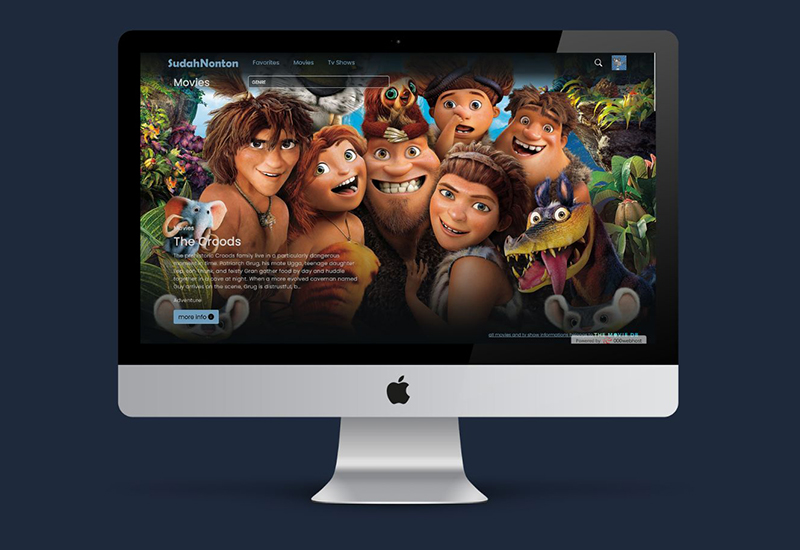 SudahNonton Favorites Movies Tv Shows
Movies GENRE
Movies
The Croods
The prehistoric Croods family live in a particularly dangerous
moment in time. Patriarch Grug, his mate Ugga, teenage daughter
Eep, son Thunk, and feisty Gran gather food by day and huddle
together in a cave at night. When a more evolved caveman named
Guy arrives on the scene, Grug is distrustful, b...
Adventure
more info
all movies and tv show informations THE MOVIE DB
Powered by 000webhost